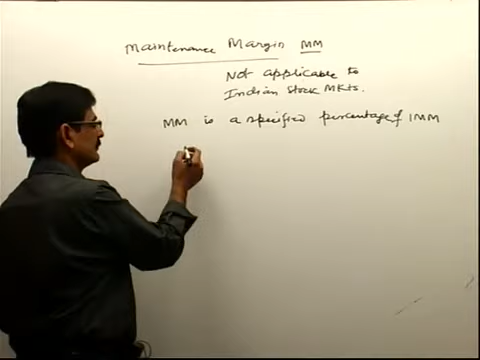 Maintenance Margin MM
Not applicable to
Indian Stock MKts.
MM is a specified percentage of IMM